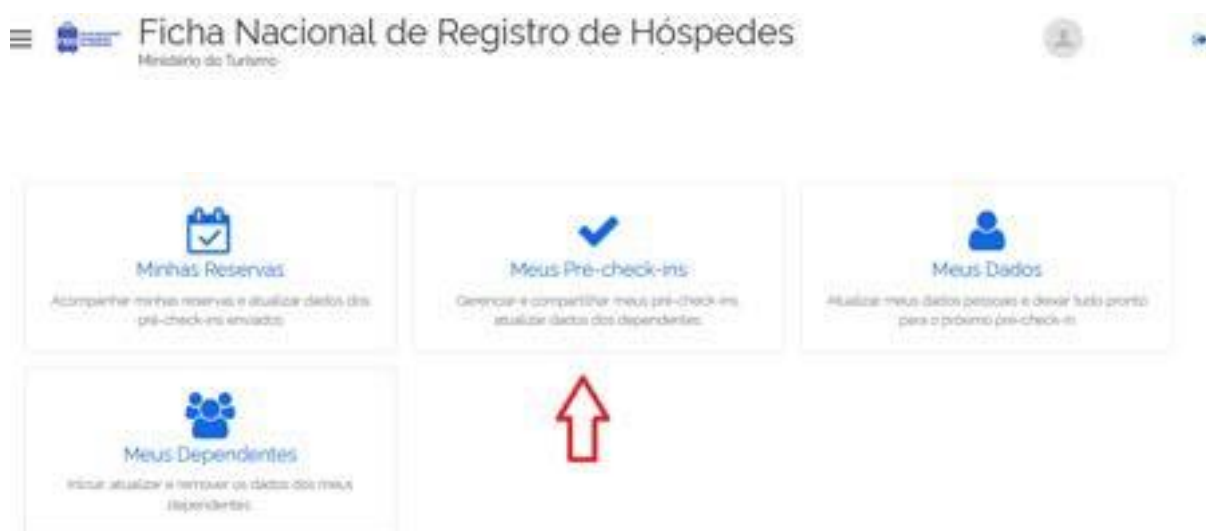 Ficha Nacional de Registro de Hóspedes
Ministério do Turismo
Minhas Reservas
Acompanhar minhas reservas e atualizar dados dos
pré-check-ins enviados.
Meus Pré-check-ins
Gerenciar e compartilhar meus pré-check-ins,
atualizar dados dos dependentes.
Meus Dados
Atualizar meus dados pessoais e deixar tudo pronto
para o próximo pré-check-in
Meus Dependentes
atualizar e remover os dados dos meus
dependentes.